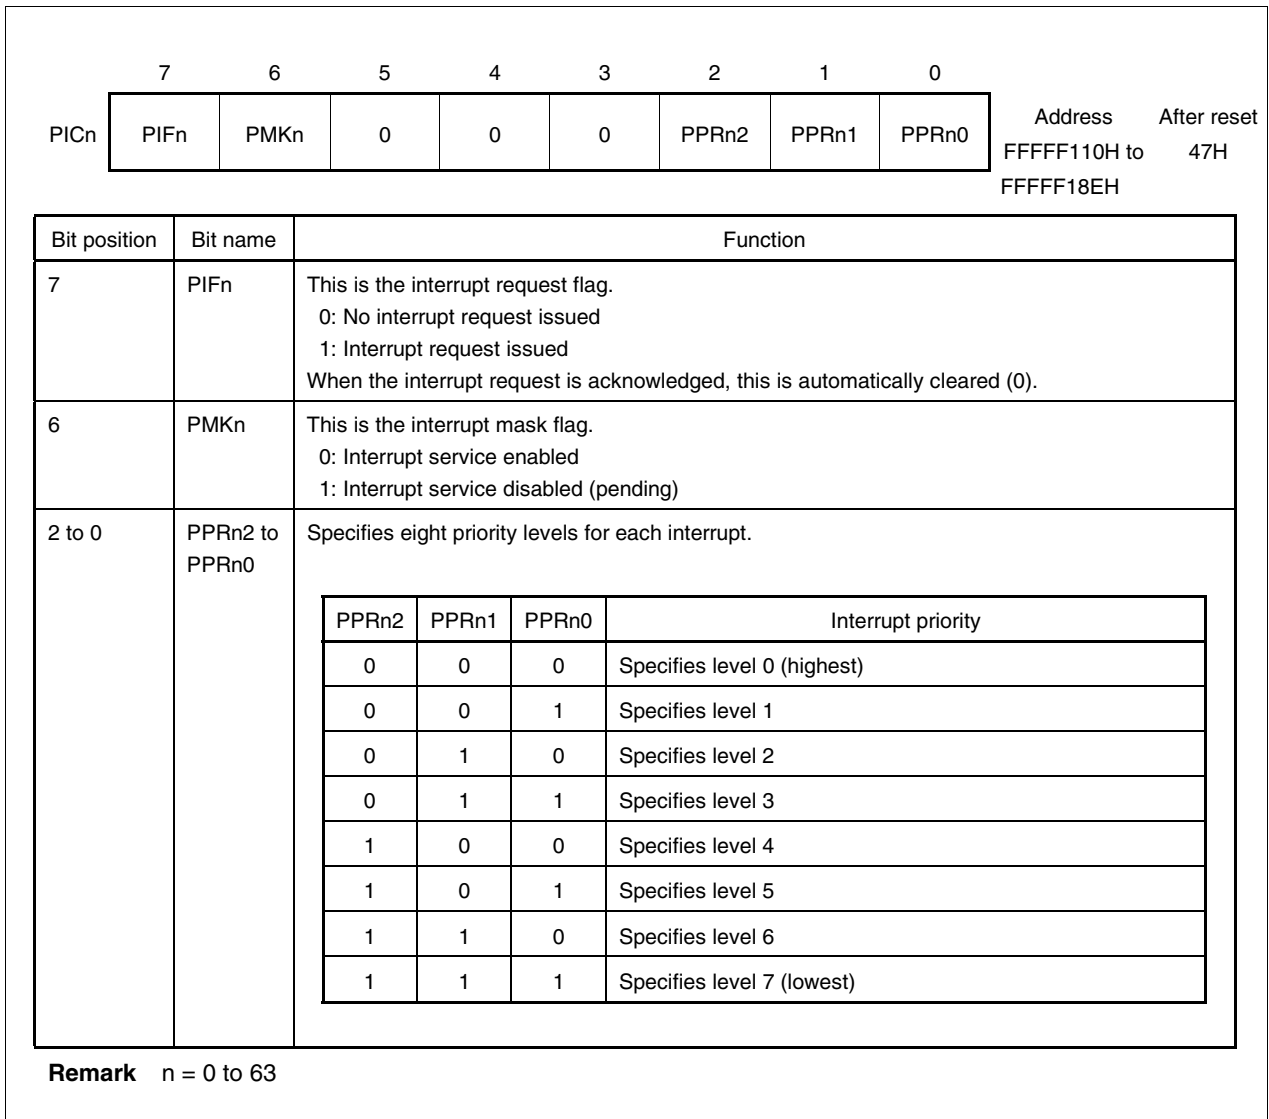 7 6 5 4 3 2 1 0
PICn PIFn PMKn 0 0 0 PPRn2 PPRn1 PPRn0 Address After reset
FFFFF110H to 47H
FFFFF18EH
Bit position Bit name Function
7 PIFn This is the interrupt request flag.
0: No interrupt request issued
1: Interrupt request issued
When the interrupt request is acknowledged, this is automatically cleared (0).
6 PMKn This is the interrupt mask flag.
0: Interrupt service enabled
1: Interrupt service disabled (pending)
2 to 0 PPRn2 to Specifies eight priority levels for each interrupt.
PPRn0
PPRn2 PPRn1 PPRn0 Interrupt priority
0 0 0 Specifies level 0 (highest)
0 0 1 Specifies level 1
0 1 0 Specifies level 2
0 1 1 Specifies level 3
1 0 0 Specifies level 4
1 0 1 Specifies level 5
1 1 0 Specifies level 6
1 1 1 Specifies level 7 (lowest)
Remark n = 0 to 63